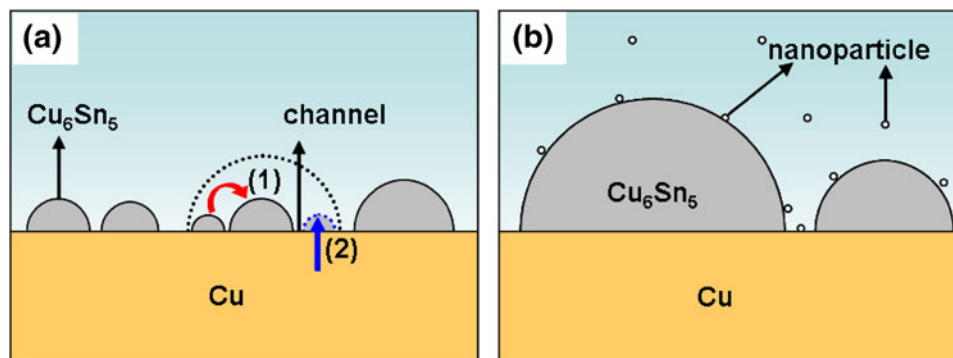 (a)
Cu₆Sn₅
channel
(1)
(2)
Cu
(b)
nanoparticle
Cu₆Sn₅
Cu